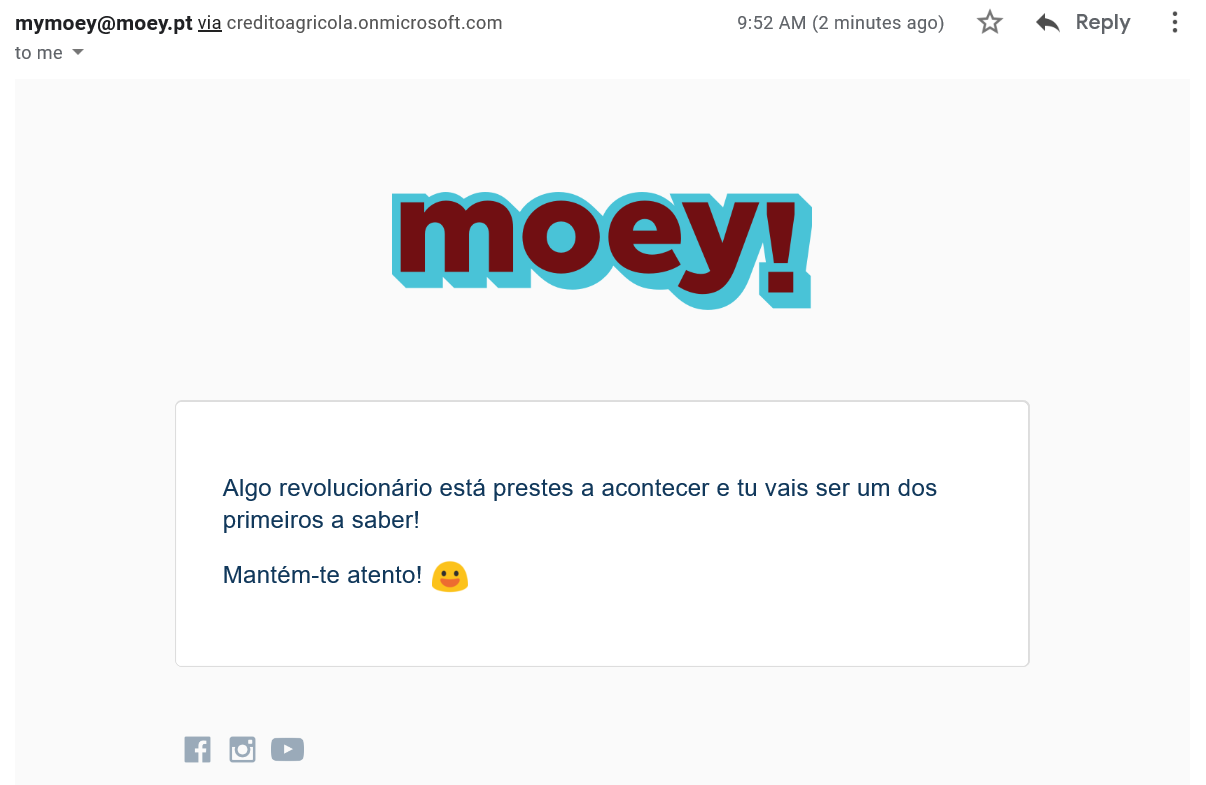 mymoey@moey.pt via creditoagricola.onmicrosoft.com 9:52 AM (2 minutes ago) Reply
to me
moey!
Algo revolucionário está prestes a acontecer e tu vais ser um dos
primeiros a saber!
Mantém-te atento! 😀